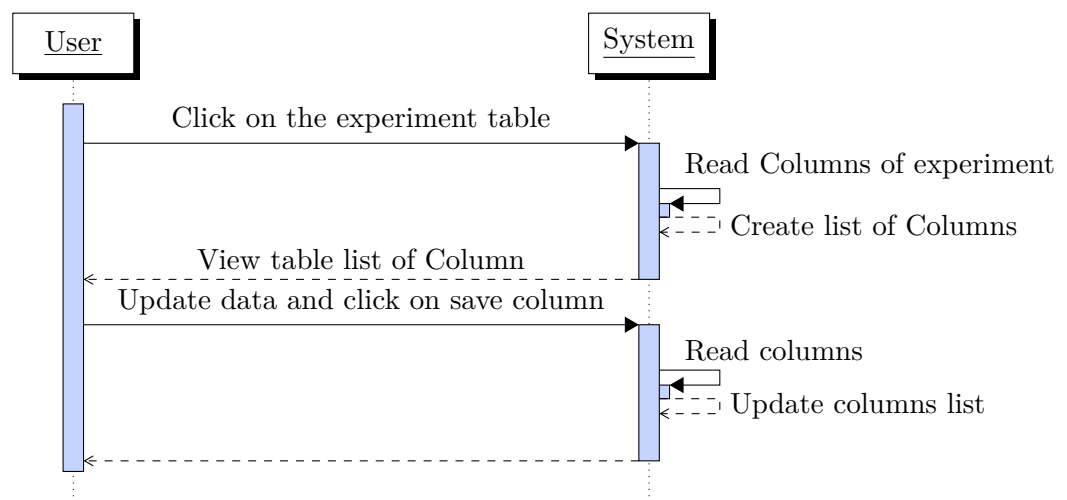 User
System
Click on the experiment table
Read Columns of experiment
Create list of Columns
View table list of Column
Update data and click on save column
Read columns
Update columns list